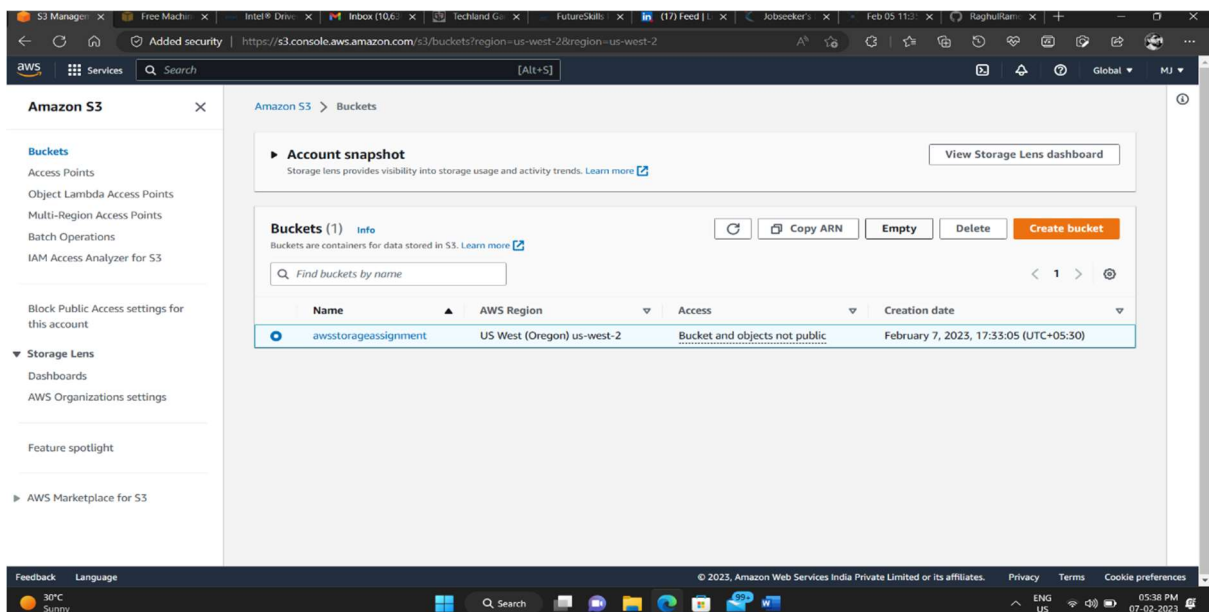 S3 Managem
Free Machin
Intel® Drive
Inbox (10,63
Techland Ga
FutureSkills
(17) Feed | L
Jobseeker's
Feb 05 11:3
RaghulRam
Added security
https://s3.console.aws.amazon.com/s3/buckets?region=us-west-2&region=us-west-2
aws
Services
Search
[Alt+S]
Global
MJ
Amazon S3
Buckets
Access Points
Object Lambda Access Points
Multi-Region Access Points
Batch Operations
IAM Access Analyzer for S3
Block Public Access settings for
this account
Storage Lens
Dashboards
AWS Organizations settings
Feature spotlight
AWS Marketplace for S3
Amazon S3 > Buckets
Account snapshot
Storage lens provides visibility into storage usage and activity trends. Learn more
View Storage Lens dashboard
Buckets (1) Info
Buckets are containers for data stored in S3. Learn more
Copy ARN
Empty
Delete
Create bucket
Find buckets by name
< 1 >
Name AWS Region Access Creation date
awsstorageassignment US West (Oregon) us-west-2 Bucket and objects not public February 7, 2023, 17:33:05 (UTC+05:30)
Feedback Language
© 2023, Amazon Web Services India Private Limited or its affiliates. Privacy Terms Cookie preferences
30°C
Sunny
Search
99+
ENG
US
05:38 PM
07-02-2023